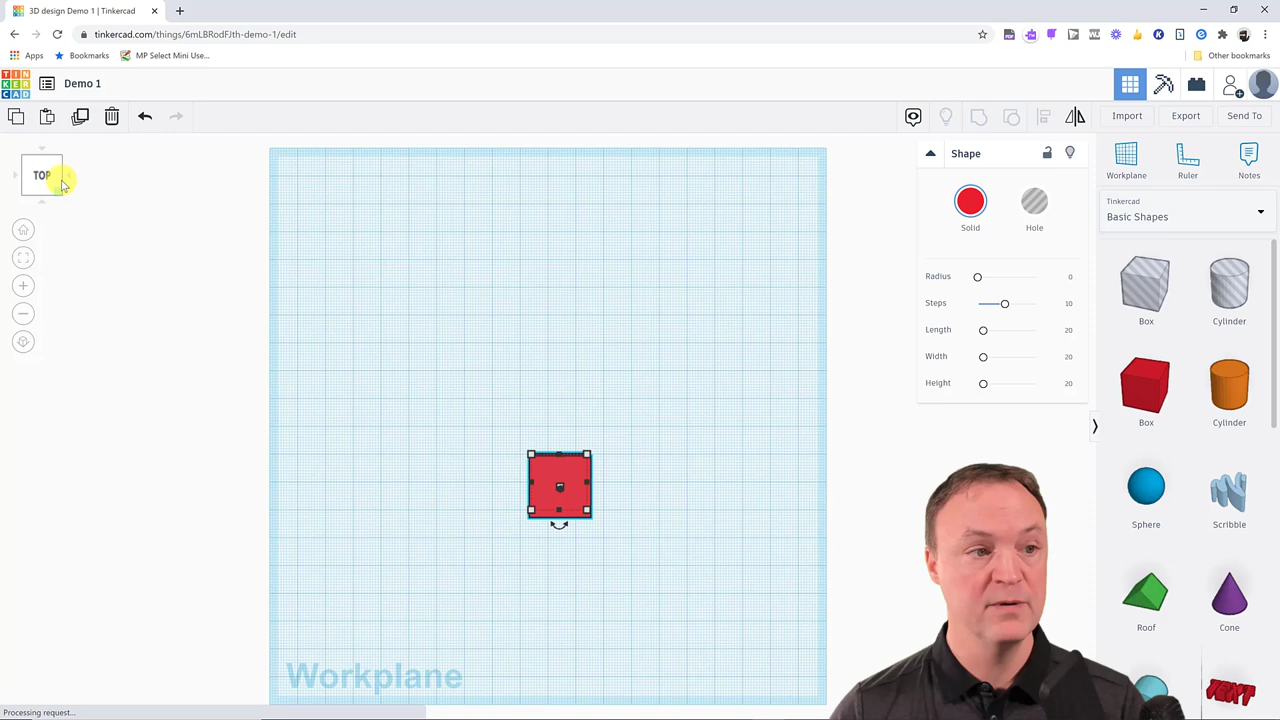 3D design Demo 1 | Tinkercad
tinkercad.com/things/6mLBRodFJth-demo-1/edit
Apps
Bookmarks
MP Select Mini Use...
Other bookmarks
TIN
KER
CAD
Demo 1
Import
Export
Send To
TOP
Shape
Solid
Hole
Radius 0
Steps 10
Length 20
Width 20
Height 20
Workplane
Ruler
Notes
Tinkercad
Basic Shapes
Box
Cylinder
Box
Cylinder
Sphere
Scribble
Roof
Cone
TEXT
Workplane
Processing request...